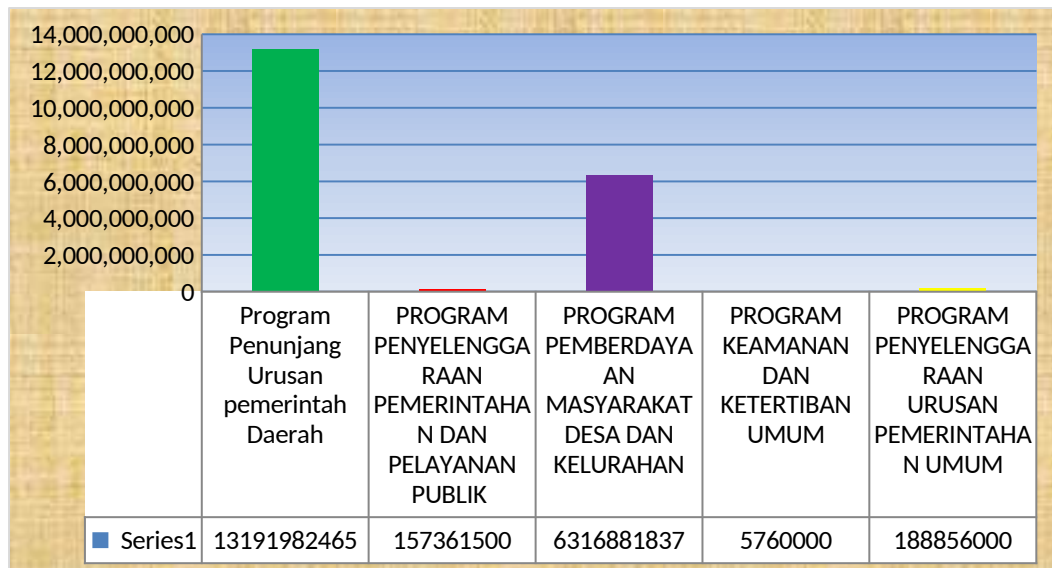 14,000,000,000
12,000,000,000
10,000,000,000
8,000,000,000
6,000,000,000
4,000,000,000
2,000,000,000
0
Program
Penunjang
Urusan
pemerintah
Daerah
PROGRAM
PENYELENGGA
RAAN
PEMERINTAHA
N DAN
PELAYANAN
PUBLIK
PROGRAM
PEMBERDAYA
AN
MASYARAKAT
DESA DAN
KELURAHAN
PROGRAM
KEAMANAN
DAN
KETERTIBAN
UMUM
PROGRAM
PENYELENGGA
RAAN
URUSAN
PEMERINTAHA
N UMUM
Series1 13191982465 157361500 6316881837 5760000 188856000